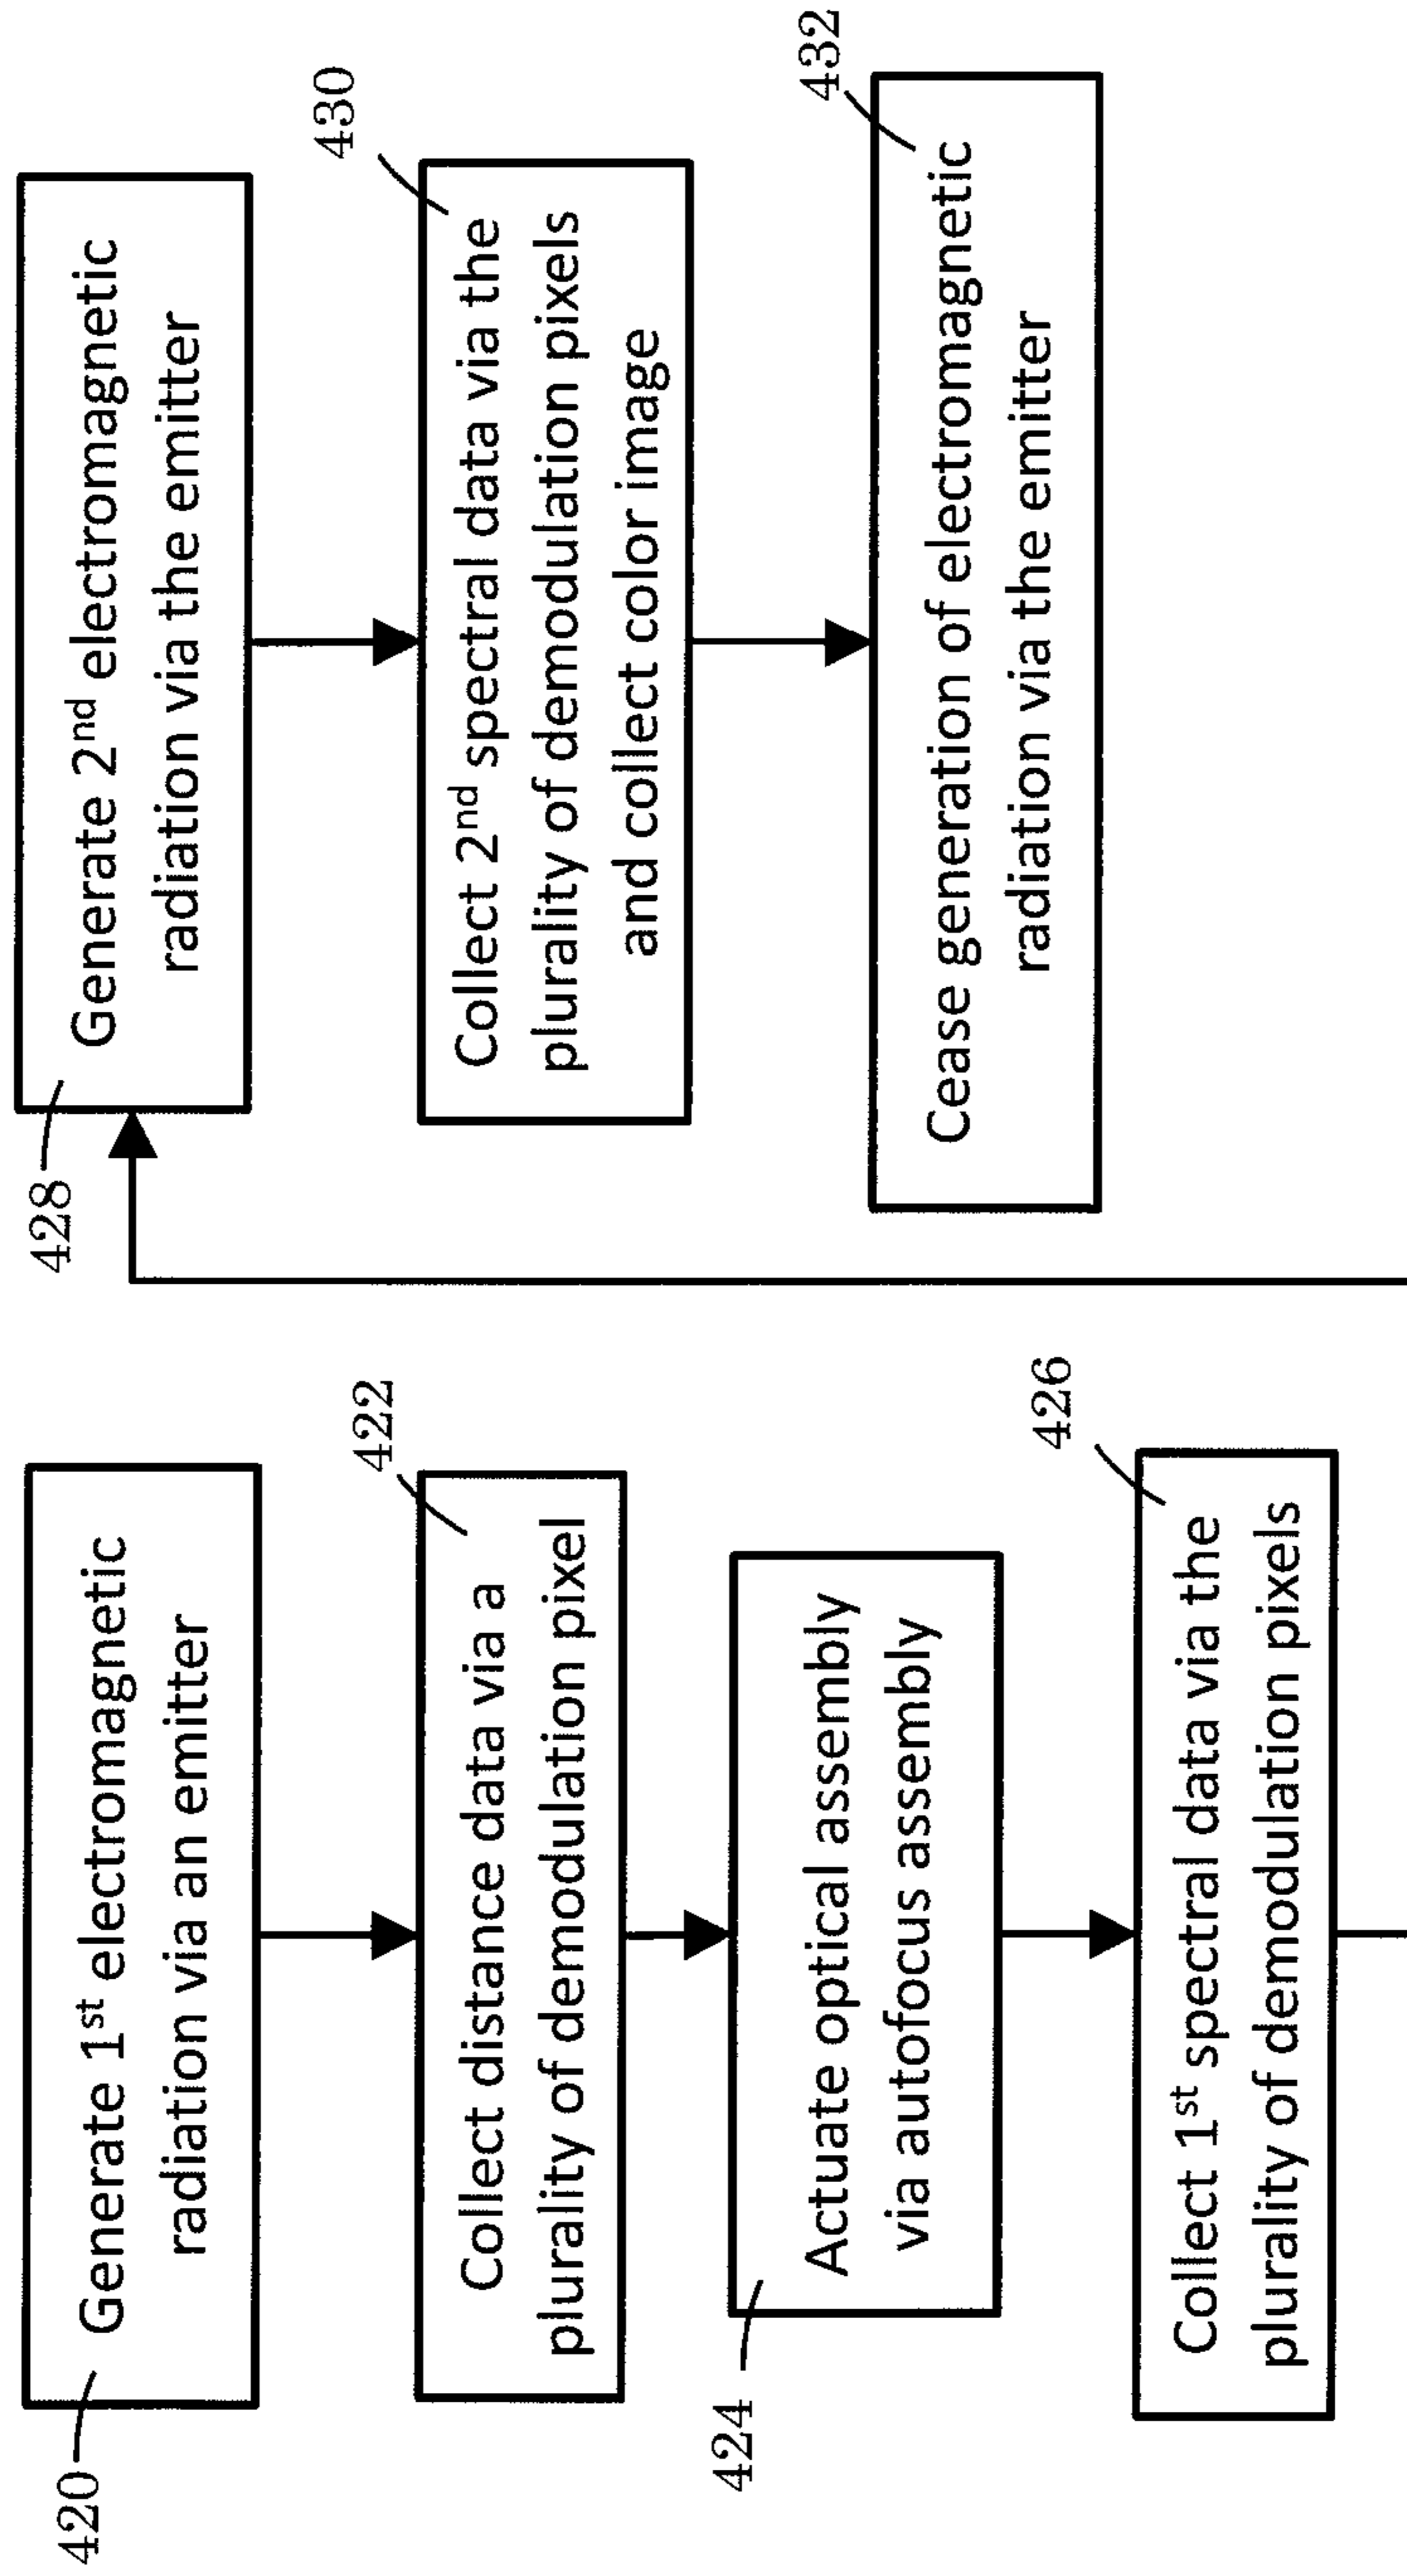 420
Generate 1st electromagnetic
radiation via an emitter
422
Collect distance data via a
plurality of demodulation pixel
424
Actuate optical assembly
via autofocus assembly
426
Collect 1st spectral data via the
plurality of demodulation pixels
428
Generate 2nd electromagnetic
radiation via the emitter
430
Collect 2nd spectral data via the
plurality of demodulation pixels
and collect color image
432
Cease generation of electromagnetic
radiation via the emitter